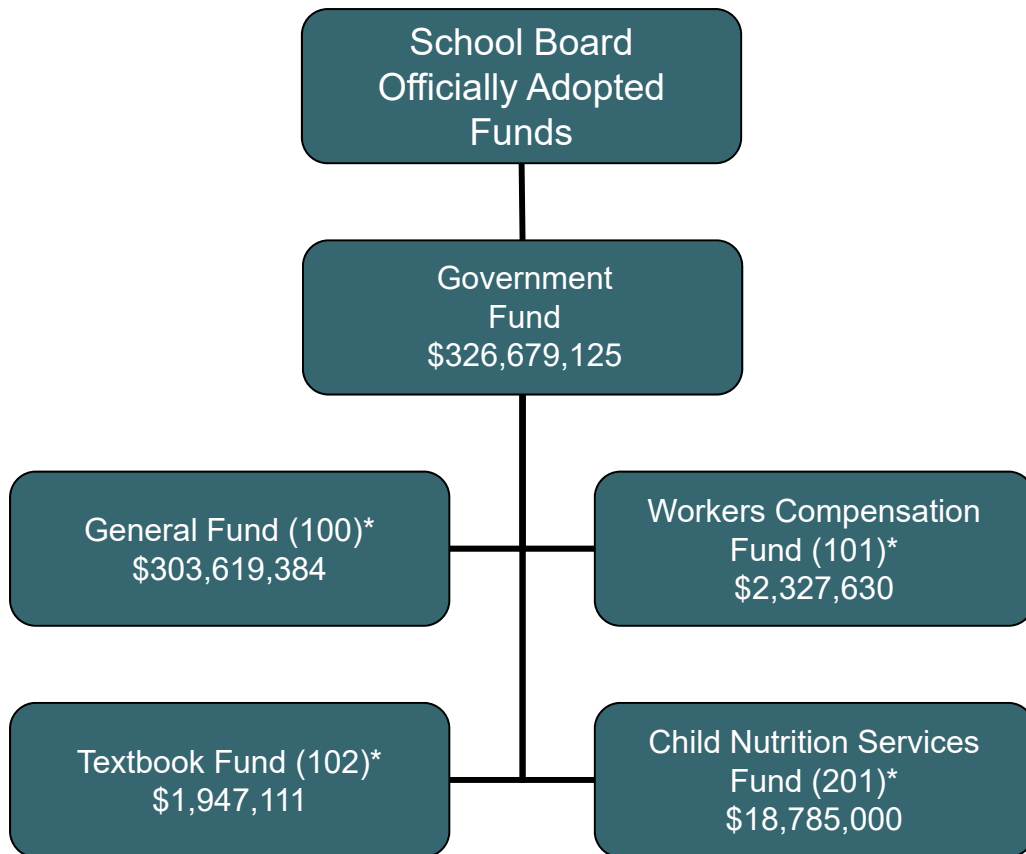 School Board
Officially Adopted
Funds
Government
Fund
$326,679,125
General Fund (100)*
$303,619,384
Workers Compensation
Fund (101)*
$2,327,630
Textbook Fund (102)*
$1,947,111
Child Nutrition Services
Fund (201)*
$18,785,000